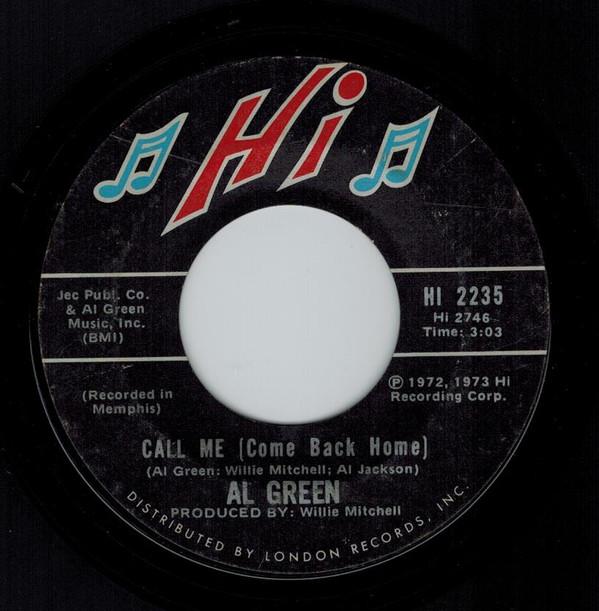 Hi
Jec Publ. Co.
& Al Green
Music, Inc.
(BMI)
HI 2235
Hi 2746
Time: 3:03
(Recorded in
Memphis)
℗ 1972, 1973 Hi
Recording Corp.
CALL ME (Come Back Home)
(Al Green: Willie Mitchell; Al Jackson)
AL GREEN
PRODUCED BY: Willie Mitchell
DISTRIBUTED BY LONDON RECORDS, INC.